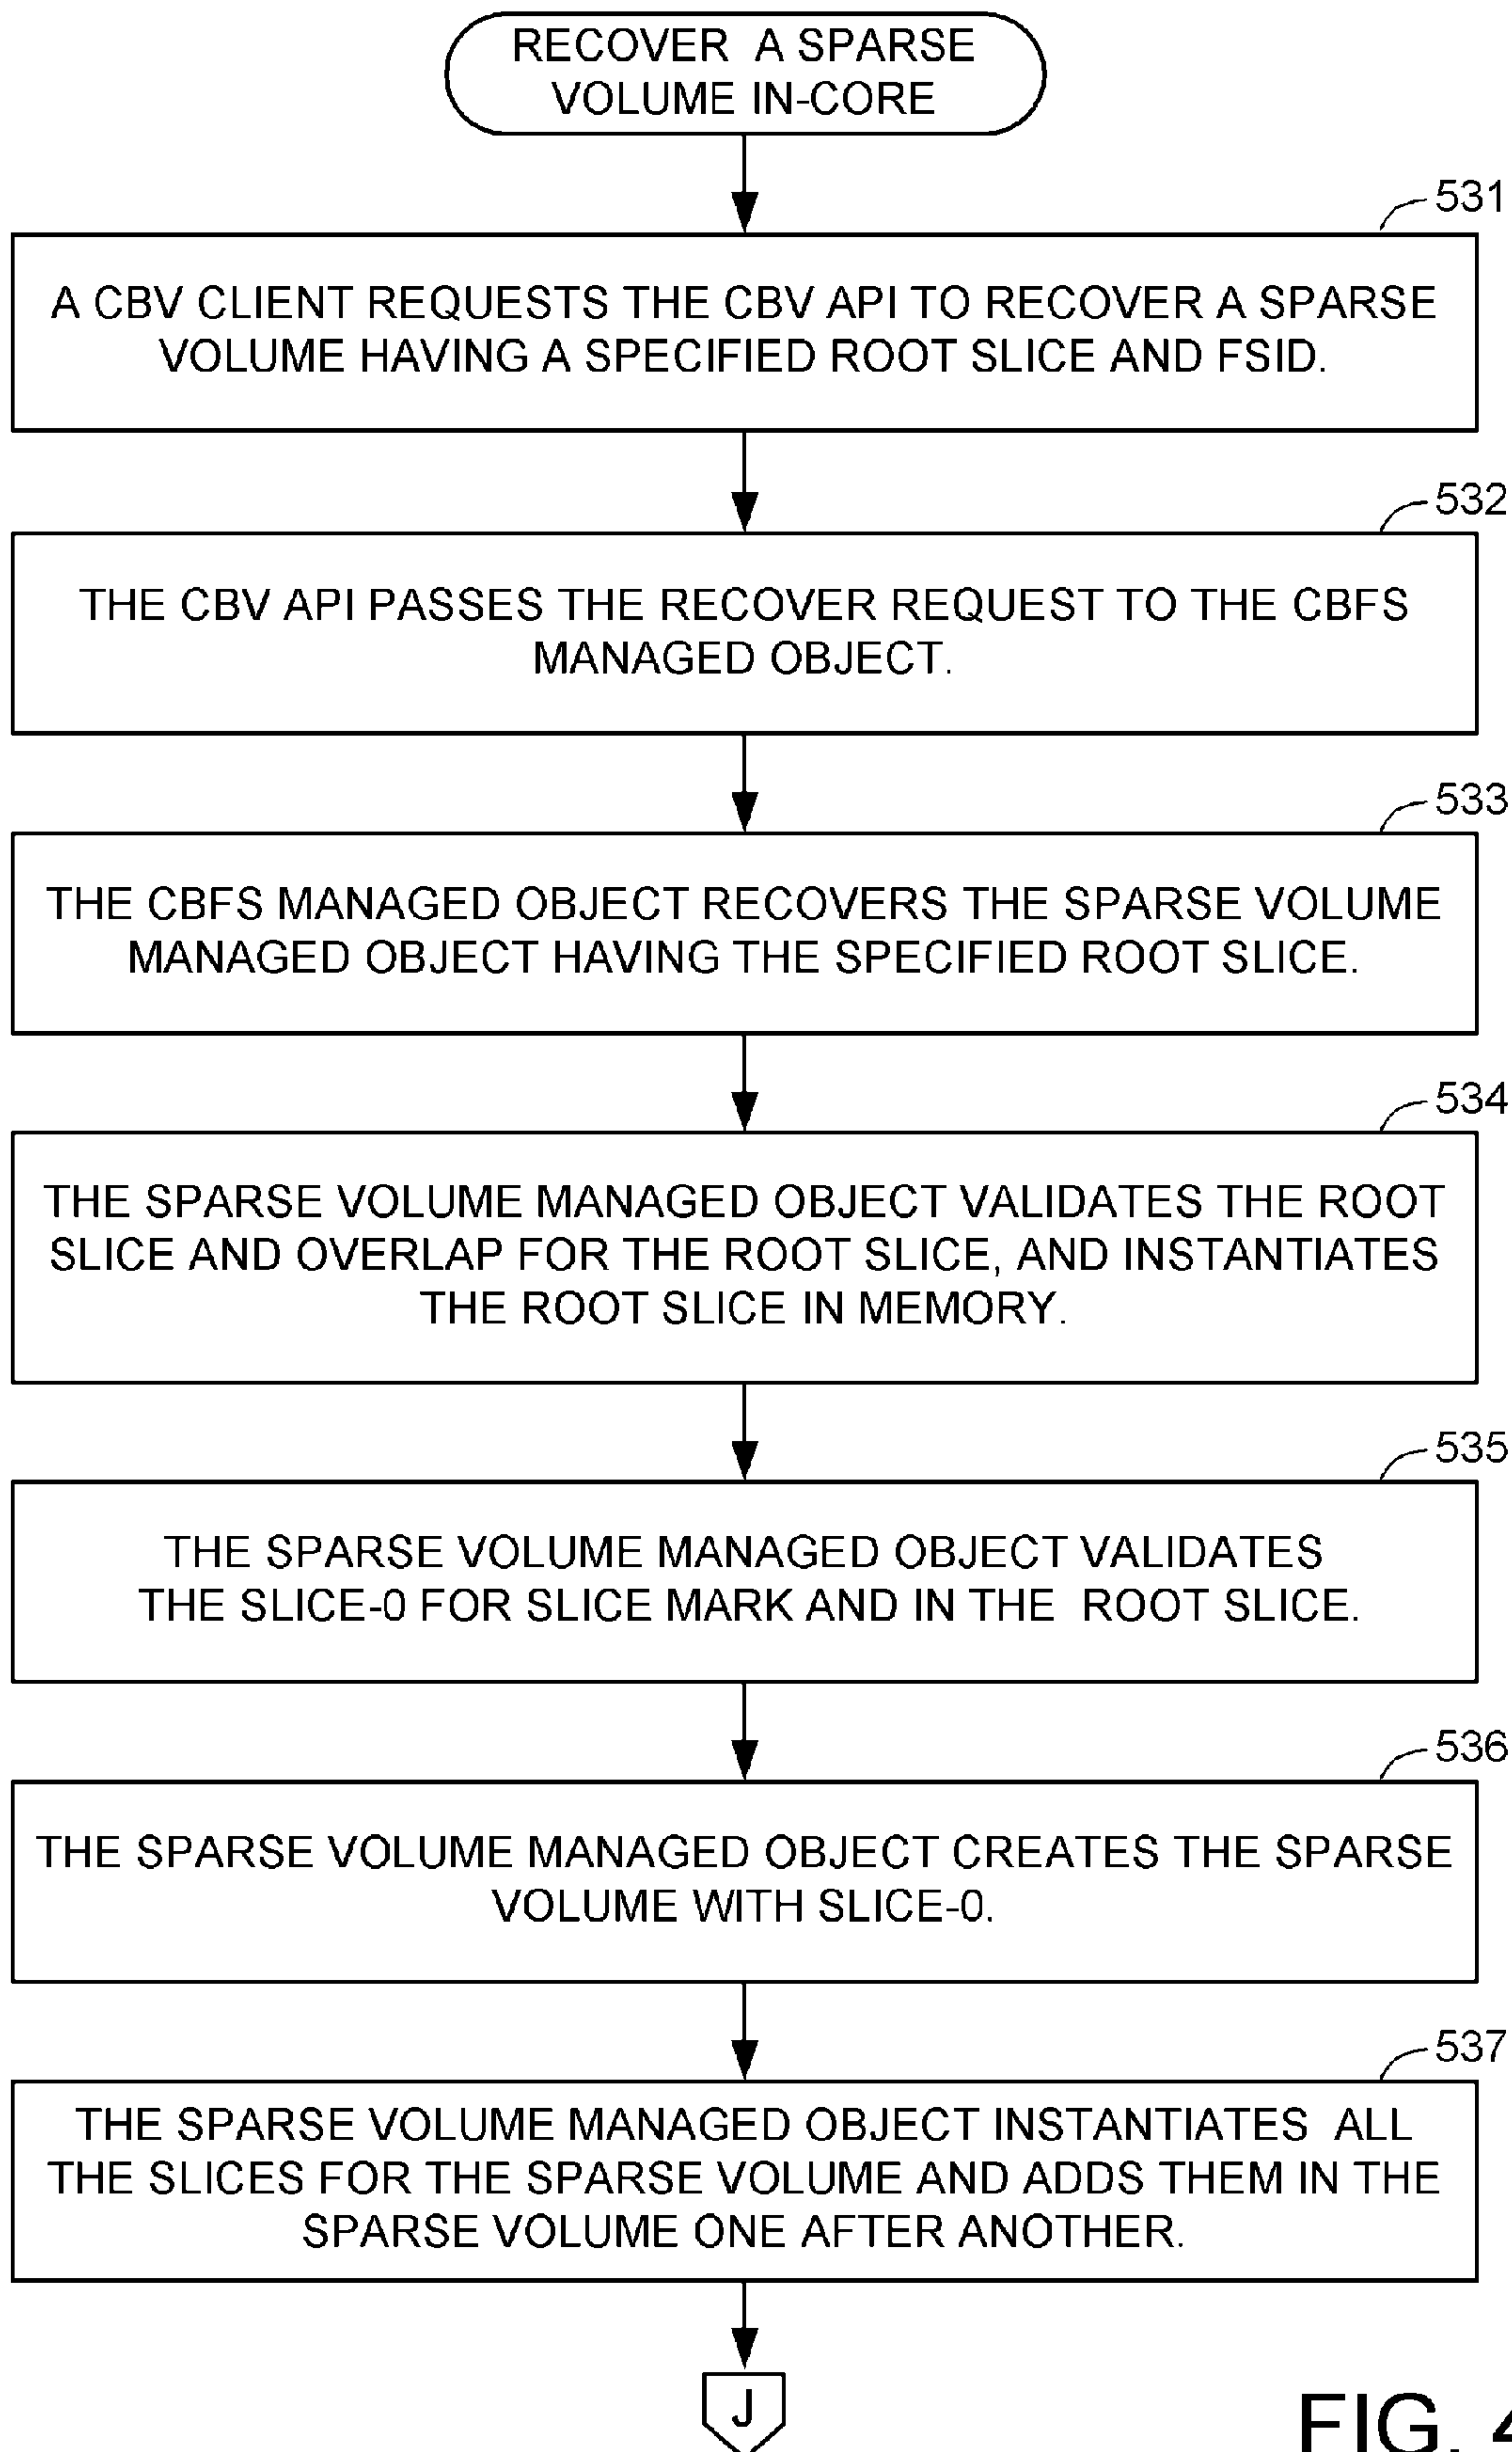 RECOVER A SPARSE
VOLUME IN-CORE
531
A CBV CLIENT REQUESTS THE CBV API TO RECOVER A SPARSE
VOLUME HAVING A SPECIFIED ROOT SLICE AND FSID.
532
THE CBV API PASSES THE RECOVER REQUEST TO THE CBFS
MANAGED OBJECT.
533
THE CBFS MANAGED OBJECT RECOVERS THE SPARSE VOLUME
MANAGED OBJECT HAVING THE SPECIFIED ROOT SLICE.
534
THE SPARSE VOLUME MANAGED OBJECT VALIDATES THE ROOT
SLICE AND OVERLAP FOR THE ROOT SLICE, AND INSTANTIATES
THE ROOT SLICE IN MEMORY.
535
THE SPARSE VOLUME MANAGED OBJECT VALIDATES
THE SLICE-0 FOR SLICE MARK AND IN THE ROOT SLICE.
536
THE SPARSE VOLUME MANAGED OBJECT CREATES THE SPARSE
VOLUME WITH SLICE-0.
537
THE SPARSE VOLUME MANAGED OBJECT INSTANTIATES ALL
THE SLICES FOR THE SPARSE VOLUME AND ADDS THEM IN THE
SPARSE VOLUME ONE AFTER ANOTHER.
J
FIG.